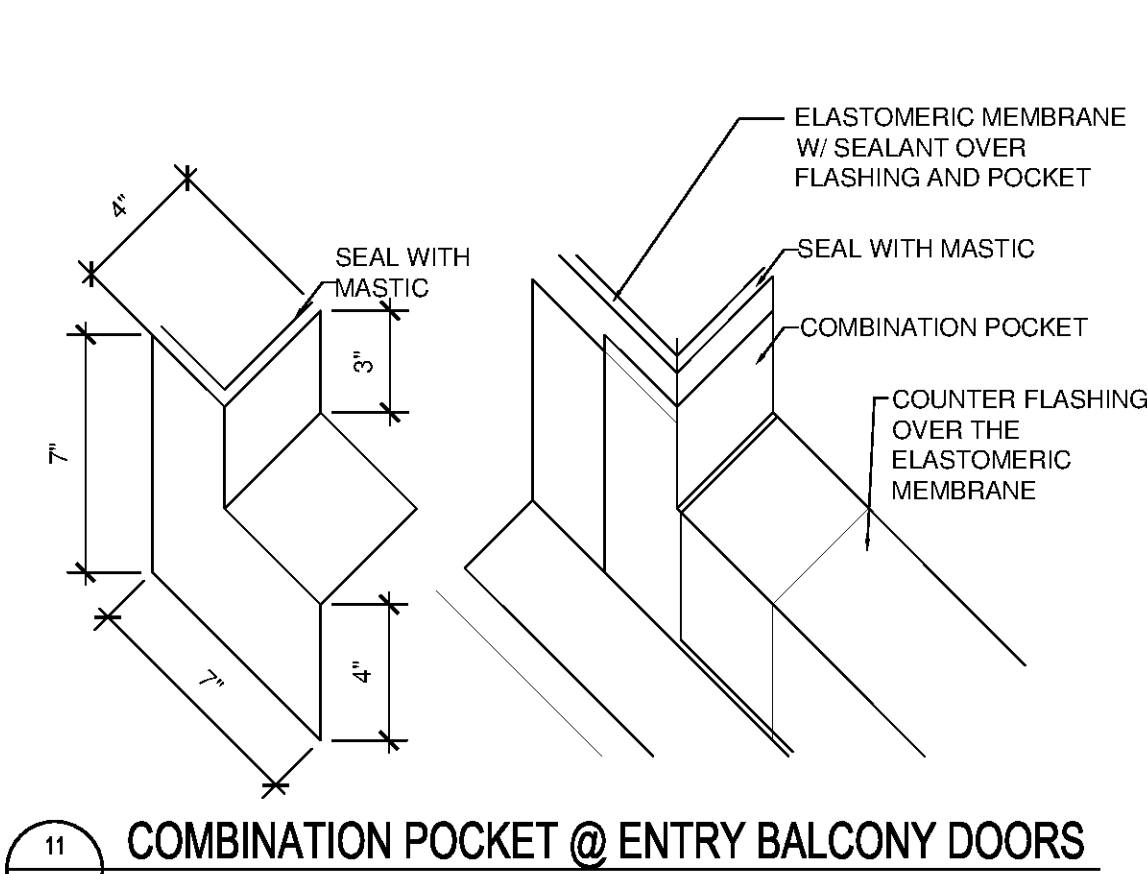 ELASTOMERIC MEMBRANE
W/ SEALANT OVER
FLASHING AND POCKET
4"
SEAL WITH
MASTIC
SEAL WITH MASTIC
COMBINATION POCKET
3"
7"
COUNTER FLASHING
OVER THE
ELASTOMERIC
MEMBRANE
7"
4"
11
COMBINATION POCKET @ ENTRY BALCONY DOORS